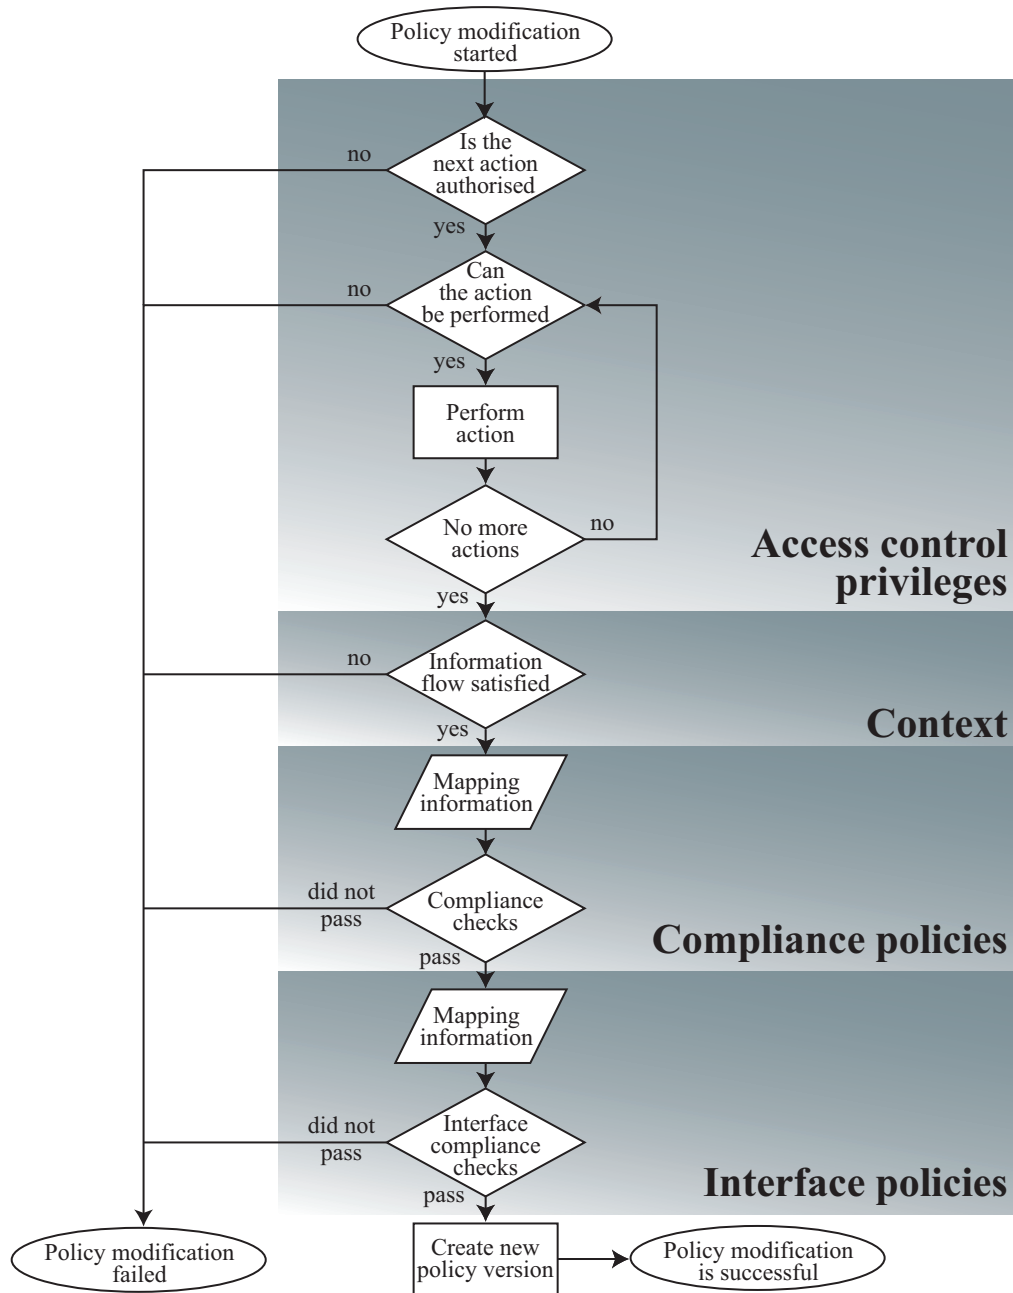 Policy modification
started
Is the
next action
authorised
no
yes
Can
the action
be performed
no
yes
Perform
action
No more
actions
no
yes
Access control
privileges
Information
flow satisfied
no
yes
Context
Mapping
information
Compliance
checks
did not
pass
pass
Compliance policies
Mapping
information
Interface
compliance
checks
did not
pass
pass
Interface policies
Policy modification
failed
Create new
policy version
Policy modification
is successful